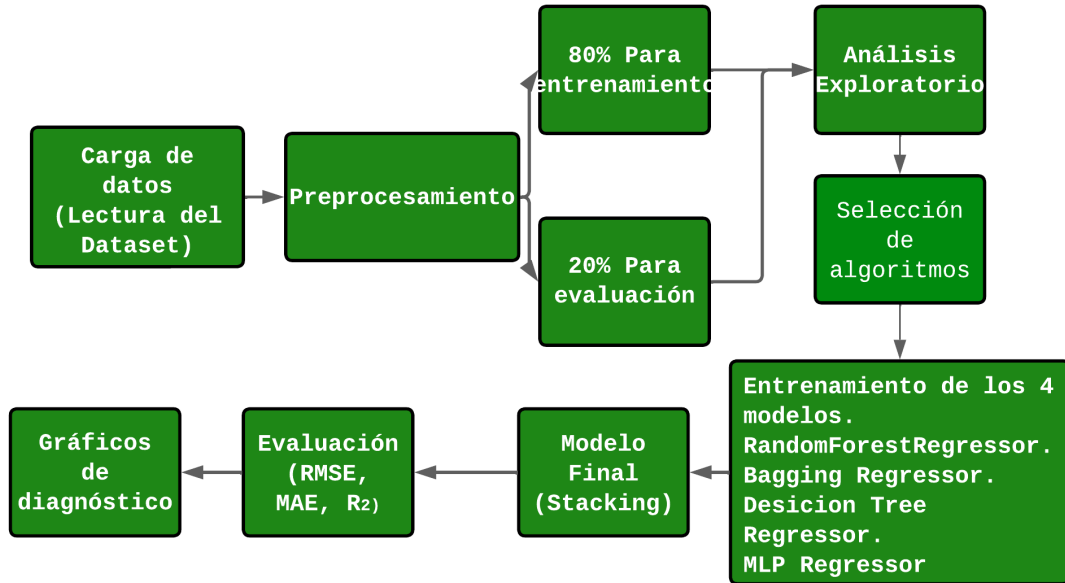 Carga de
datos
(Lectura del
Dataset)
Preprocesamiento
80% Para
entrenamiento
20% Para
evaluación
Análisis
Exploratorio
Selección
de
algoritmos
Entrenamiento de los 4
modelos.
RandomForestRegressor.
Bagging Regressor.
Desicion Tree
Regressor.
MLP Regressor
Modelo
Final
(Stacking)
Evaluación
(RMSE,
MAE, R2)
Gráficos
de
diagnóstico